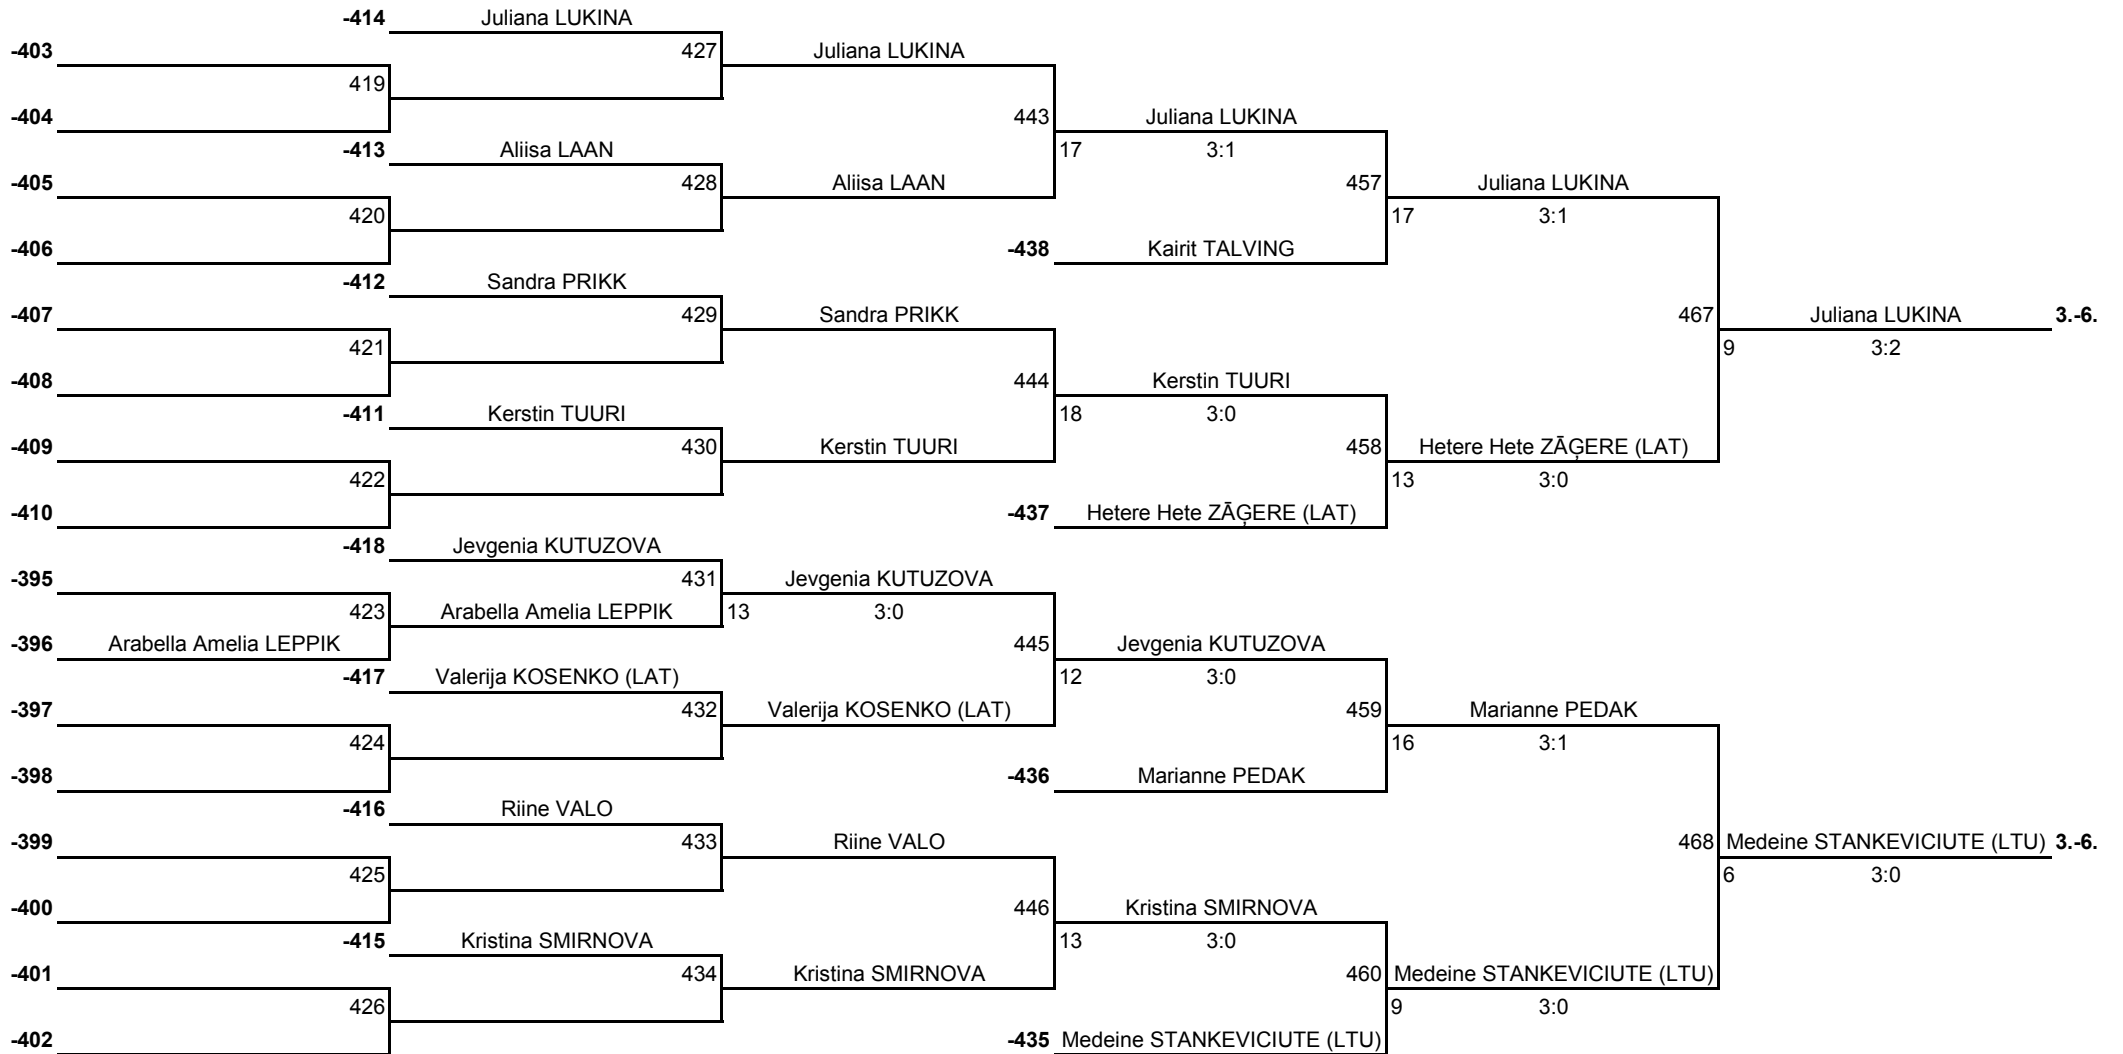 -414 Juliana LUKINA
-403 427 Juliana LUKINA
419
-404 443 Juliana LUKINA
-413 Aliisa LAAN 17 3:1
-405 428 Aliisa LAAN 457 Juliana LUKINA
420 17 3:1
-406 -438 Kairit TALVING
-412 Sandra PRIKK
-407 429 Sandra PRIKK 467 Juliana LUKINA 3.-6.
421 9 3:2
-408 444 Kerstin TUURI
-411 Kerstin TUURI 18 3:0
-409 430 Kerstin TUURI 458 Hetere Hete ZĀĢERE (LAT)
422 13 3:0
-410 -437 Hetere Hete ZĀĢERE (LAT)
-418 Jevgenia KUTUZOVA
-395 431 Jevgenia KUTUZOVA
423 Arabella Amelia LEPPIK 13 3:0
-396 Arabella Amelia LEPPIK 445 Jevgenia KUTUZOVA
-417 Valerija KOSENKO (LAT) 12 3:0
-397 432 Valerija KOSENKO (LAT) 459 Marianne PEDAK
424 16 3:1
-398 -436 Marianne PEDAK
-416 Riine VALO
-399 433 Riine VALO 468 Medeine STANKEVICIUTE (LTU) 3.-6.
425 6 3:0
-400 446 Kristina SMIRNOVA
-415 Kristina SMIRNOVA 13 3:0
-401 434 Kristina SMIRNOVA 460 Medeine STANKEVICIUTE (LTU)
426 9 3:0
-402 -435 Medeine STANKEVICIUTE (LTU)